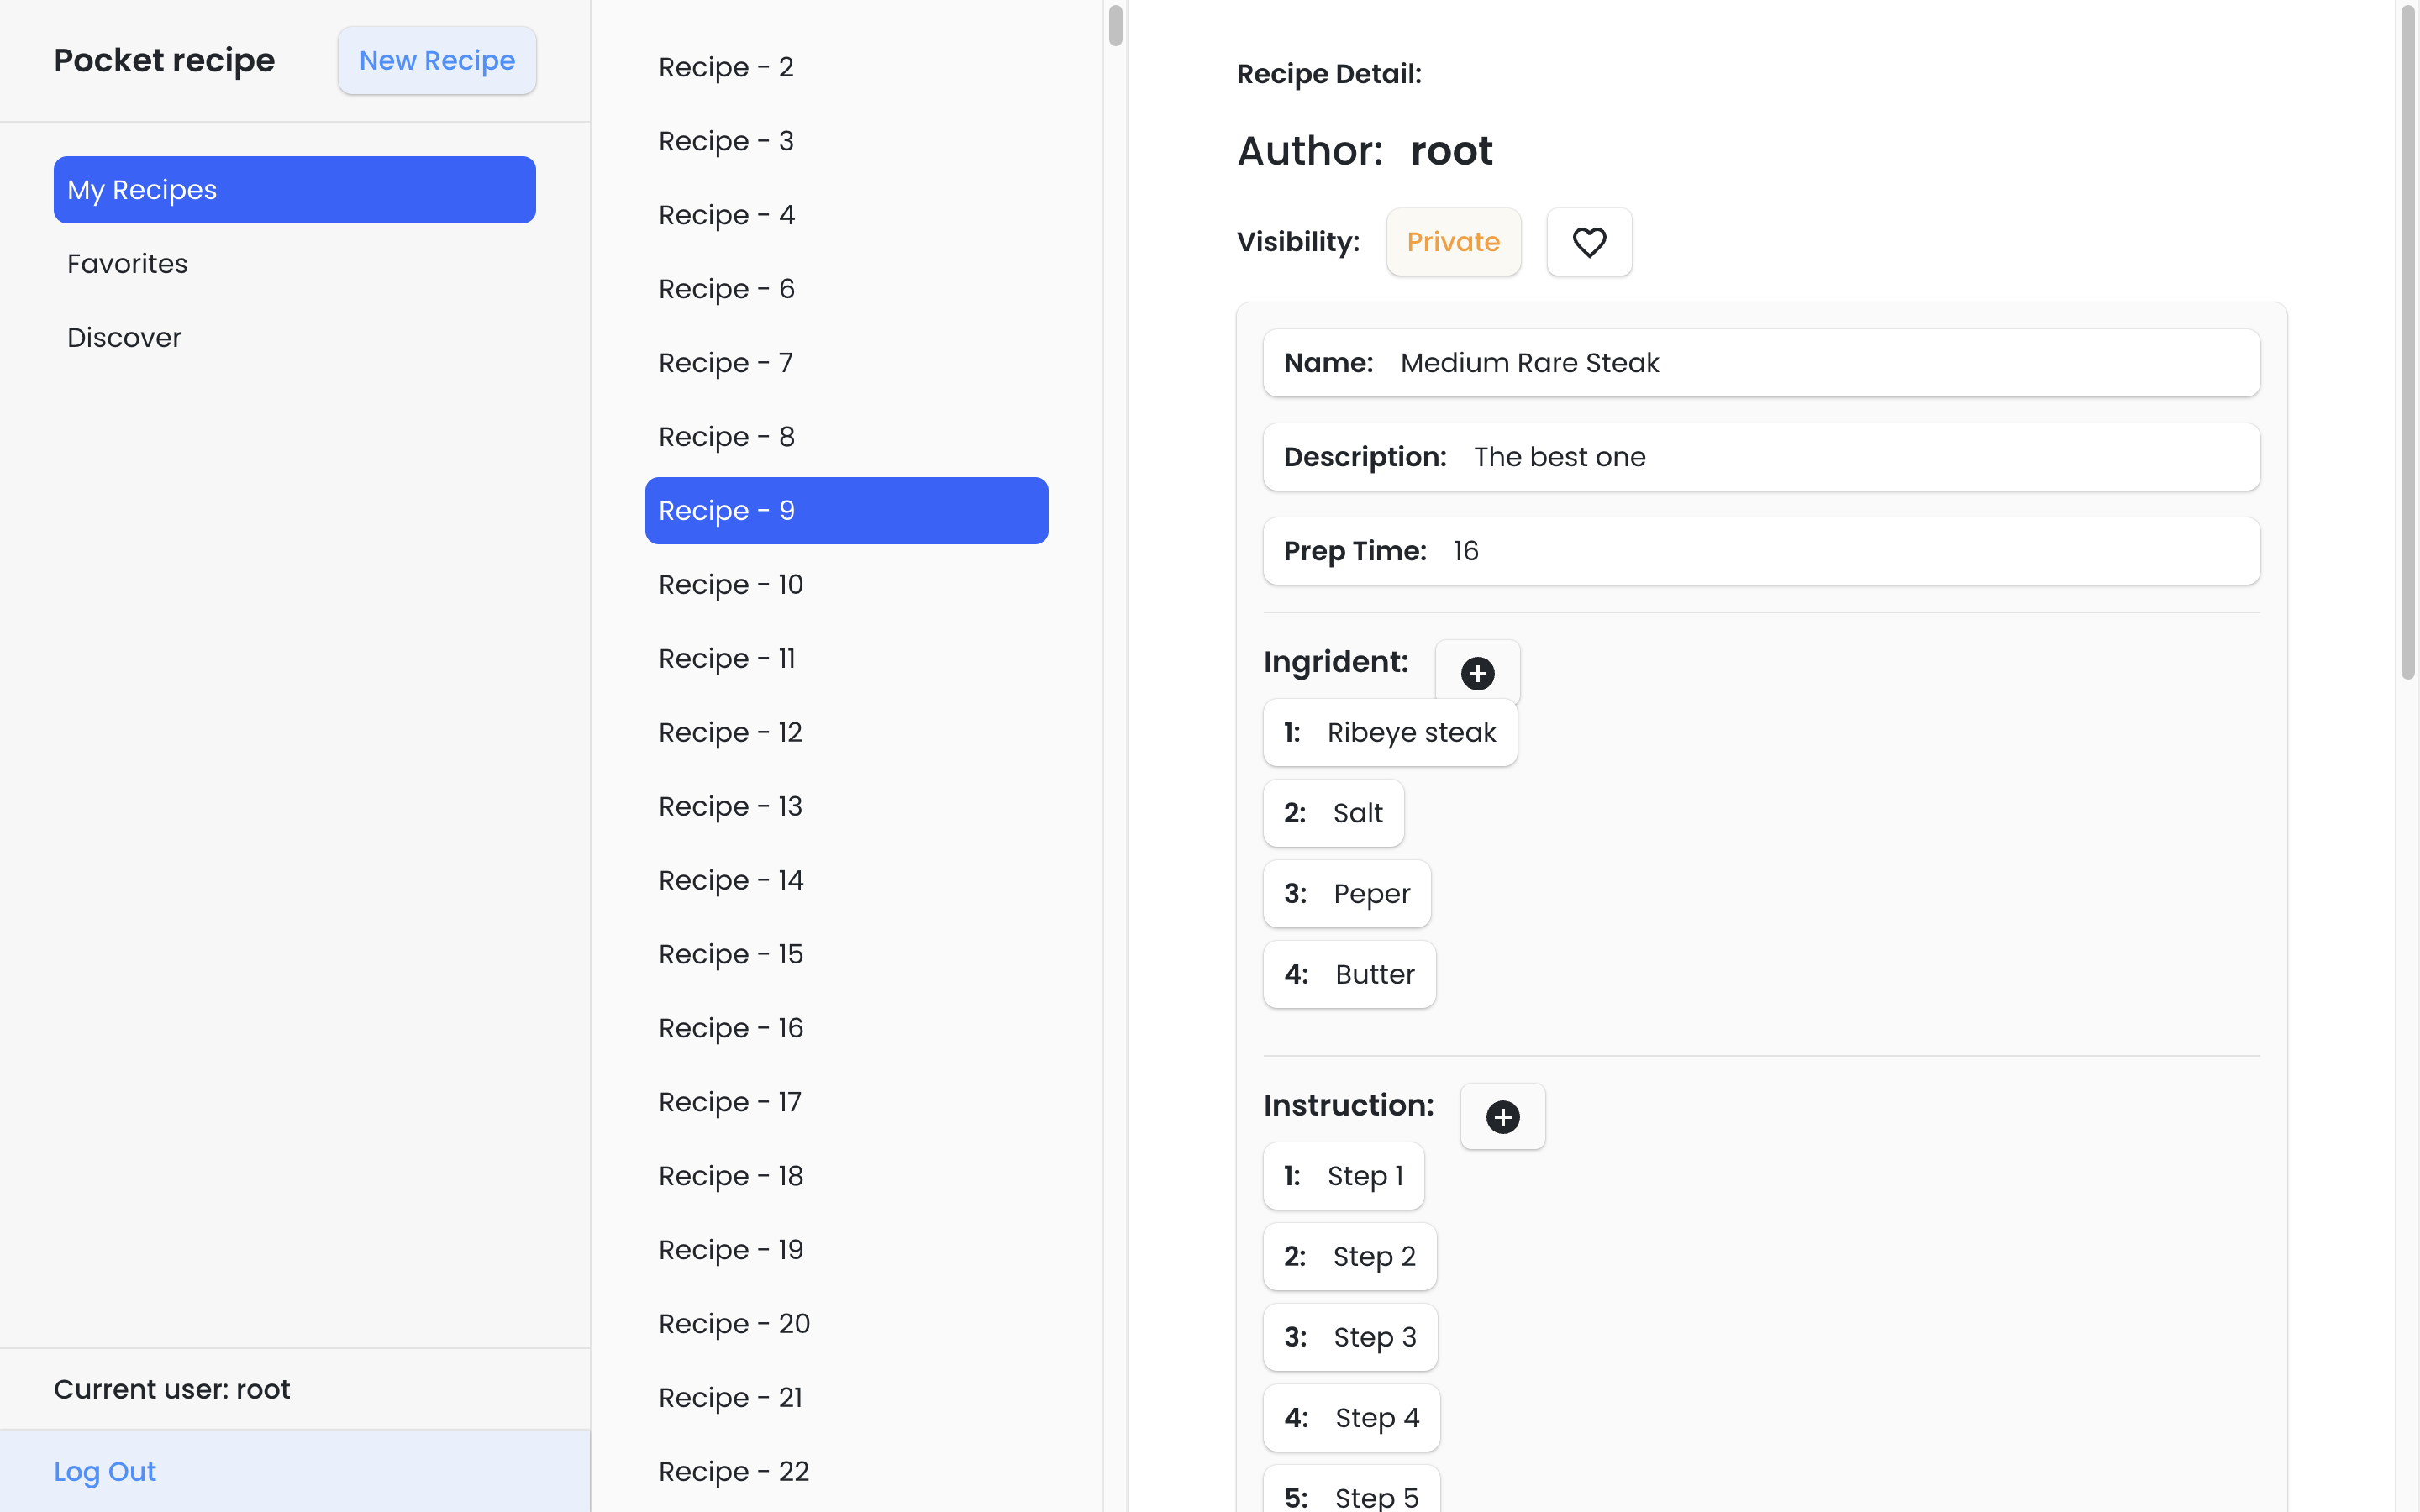 Pocket recipe
New Recipe
My Recipes
Favorites
Discover
Current user: root
Log Out
Recipe - 2
Recipe - 3
Recipe - 4
Recipe - 6
Recipe - 7
Recipe - 8
Recipe - 9
Recipe - 10
Recipe - 11
Recipe - 12
Recipe - 13
Recipe - 14
Recipe - 15
Recipe - 16
Recipe - 17
Recipe - 18
Recipe - 19
Recipe - 20
Recipe - 21
Recipe - 22
Recipe Detail:
Author: root
Visibility: Private
Name: Medium Rare Steak
Description: The best one
Prep Time: 16
Ingrident:
1: Ribeye steak
2: Salt
3: Peper
4: Butter
Instruction:
1: Step 1
2: Step 2
3: Step 3
4: Step 4
5: Step 5